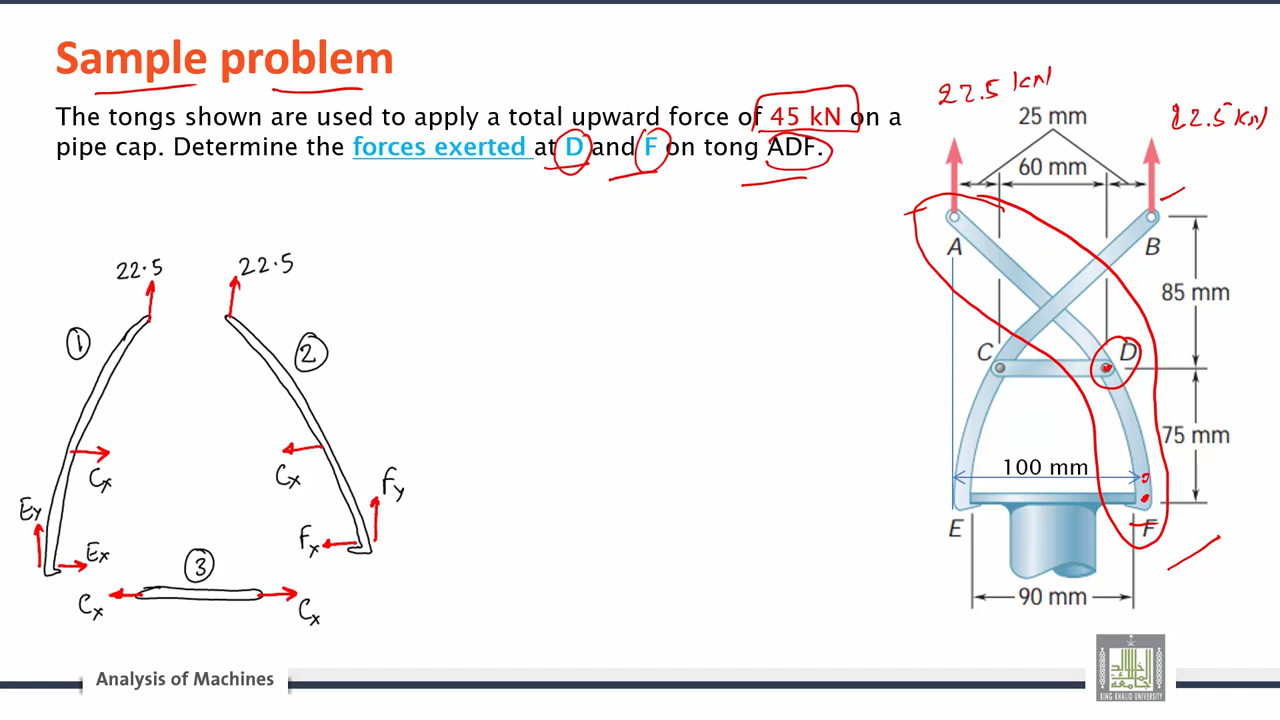 Sample problem
The tongs shown are used to apply a total upward force of 45 kN on a
pipe cap. Determine the forces exerted at D and F on tong ADF.
22.5 kN
22.5 kN
25 mm
60 mm
A
B
85 mm
C
D
75 mm
100 mm
E
F
90 mm
22.5
22.5
1
2
Cx
Cx
Ey
Ex
Fy
Fx
3
Cx
Cx
Analysis of Machines
KING KHALID UNIVERSITY